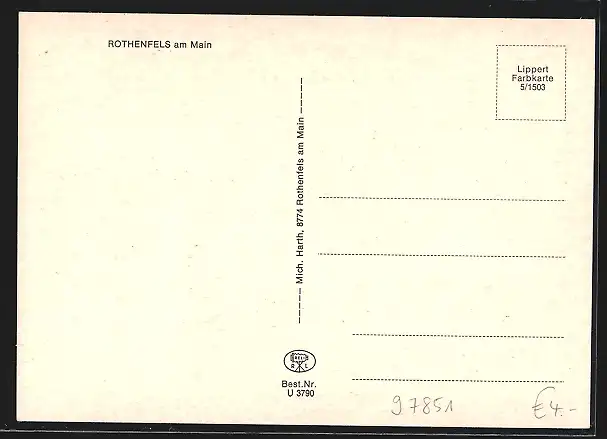 ROTHENFELS am Main
Lippert
Farbkarte
5/1503
Mich. Harth, 8774 Rothenfels am Main
Best.Nr.
U 3790
97851
€ 4.-